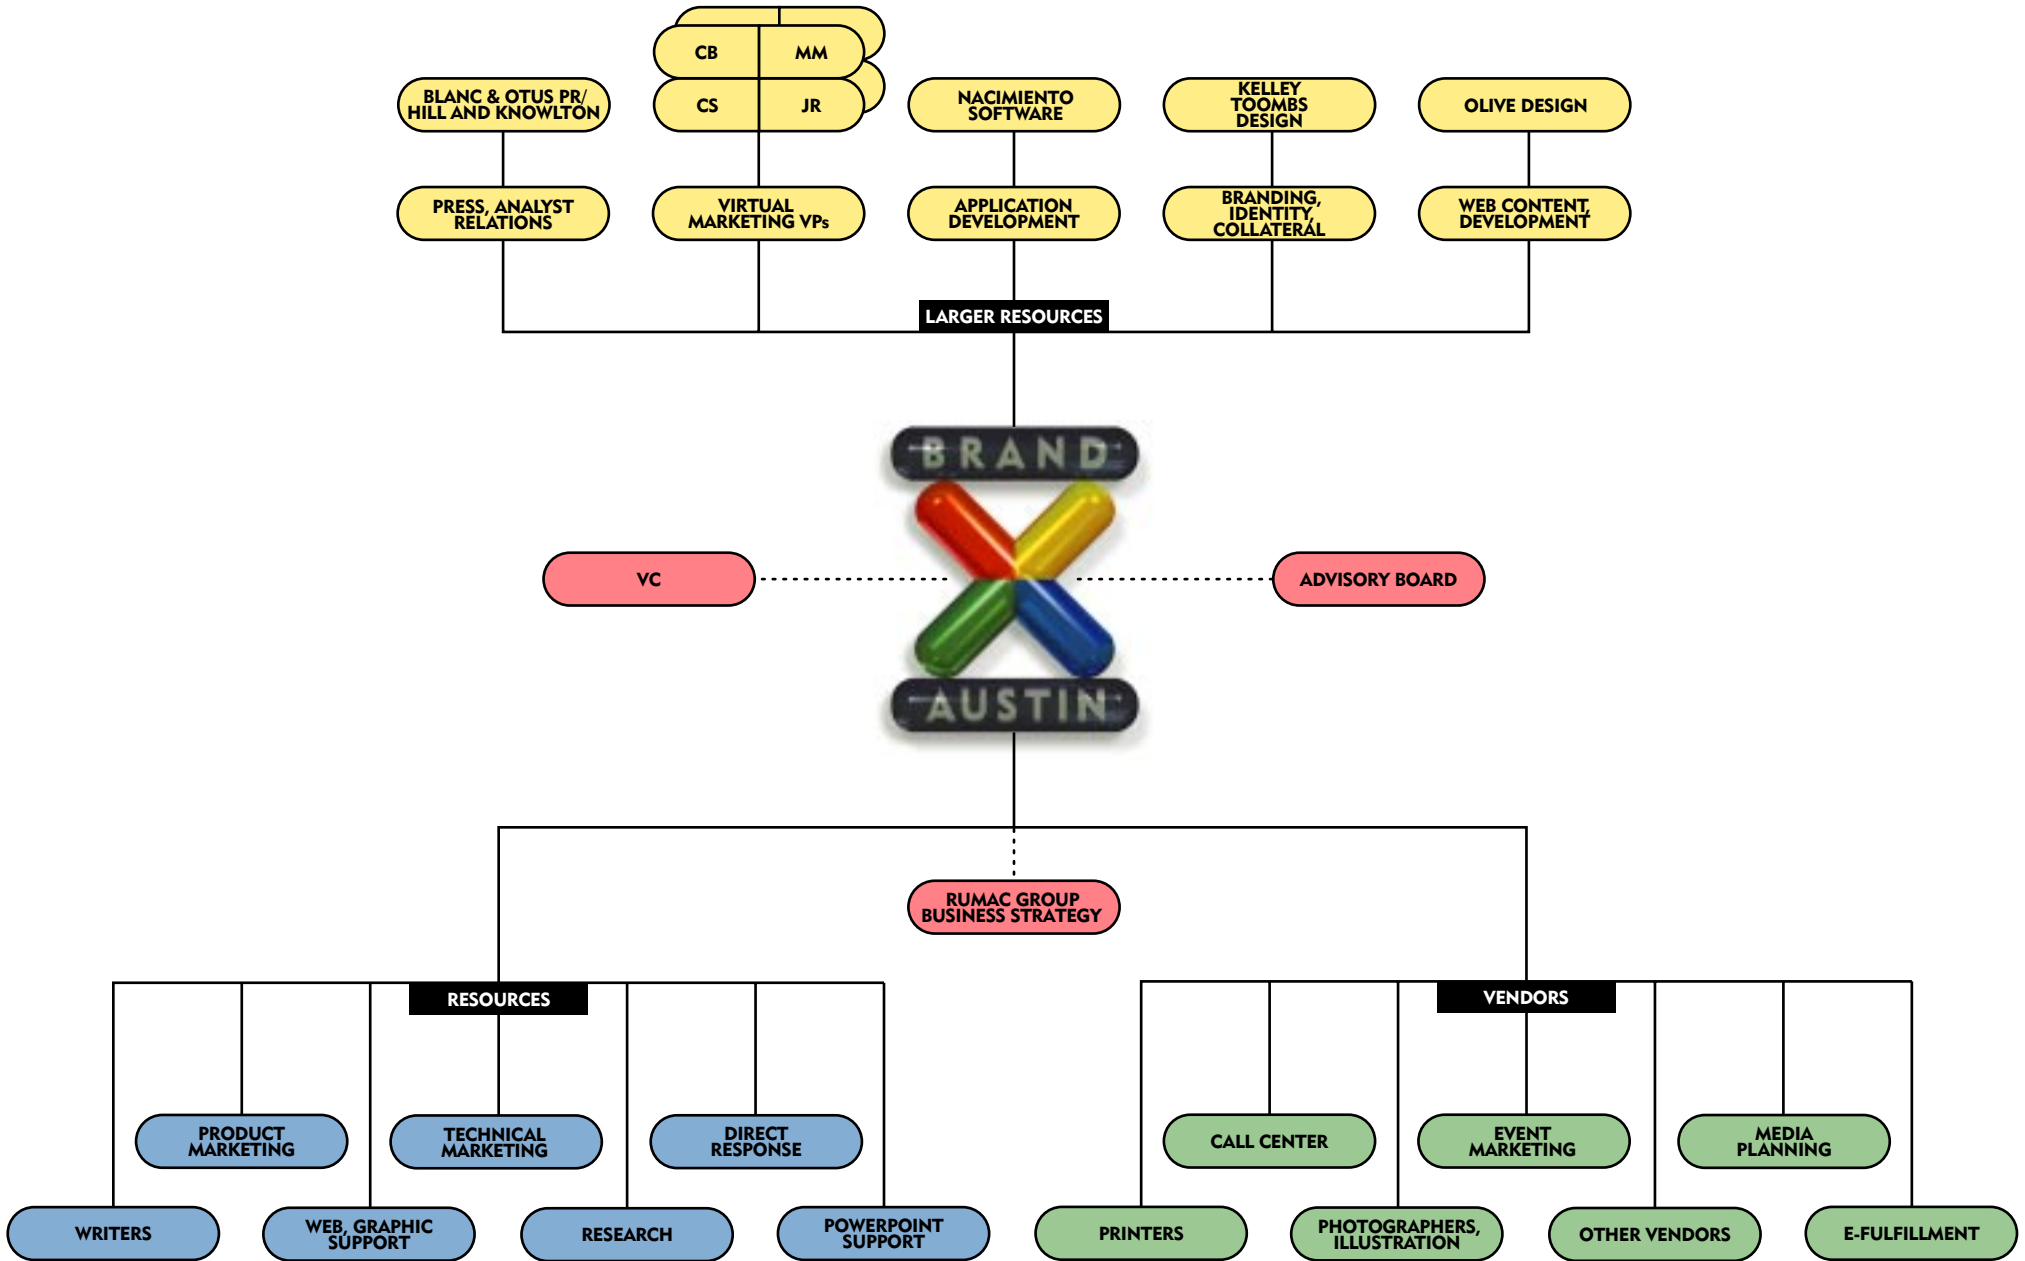 CB
MM
CS
JR
BLANC & OTUS PR/
HILL AND KNOWLTON
NACIMIENTO
SOFTWARE
KELLEY
TOOMBS
DESIGN
OLIVE DESIGN
PRESS, ANALYST
RELATIONS
VIRTUAL
MARKETING VPs
APPLICATION
DEVELOPMENT
BRANDING,
IDENTITY,
COLLATERAL
WEB CONTENT,
DEVELOPMENT
LARGER RESOURCES
BRAND
X
AUSTIN
VC
ADVISORY BOARD
RUMAC GROUP
BUSINESS STRATEGY
RESOURCES
VENDORS
PRODUCT
MARKETING
TECHNICAL
MARKETING
DIRECT
RESPONSE
CALL CENTER
EVENT
MARKETING
MEDIA
PLANNING
WRITERS
WEB, GRAPHIC
SUPPORT
RESEARCH
POWERPOINT
SUPPORT
PRINTERS
PHOTOGRAPHERS,
ILLUSTRATION
OTHER VENDORS
E-FULFILLMENT